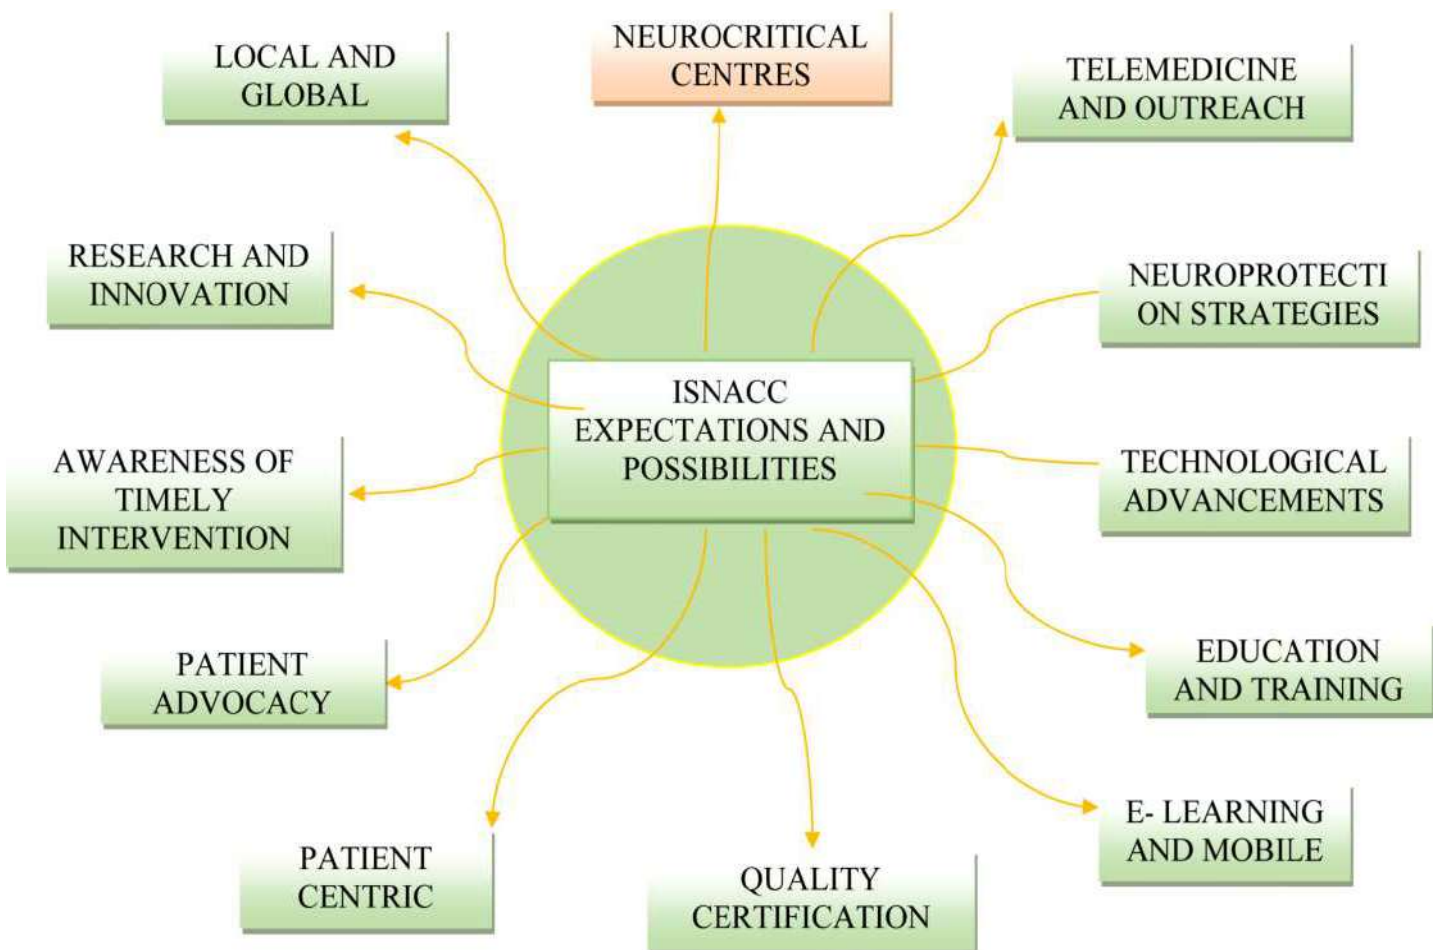 LOCAL AND
GLOBAL
NEUROCRITICAL
CENTRES
TELEMEDICINE
AND OUTREACH
RESEARCH AND
INNOVATION
NEUROPROTECTI
ON STRATEGIES
ISNACC
EXPECTATIONS AND
POSSIBILITIES
AWARENESS OF
TIMELY
INTERVENTION
TECHNOLOGICAL
ADVANCEMENTS
PATIENT
ADVOCACY
EDUCATION
AND TRAINING
PATIENT
CENTRIC
QUALITY
CERTIFICATION
E- LEARNING
AND MOBILE